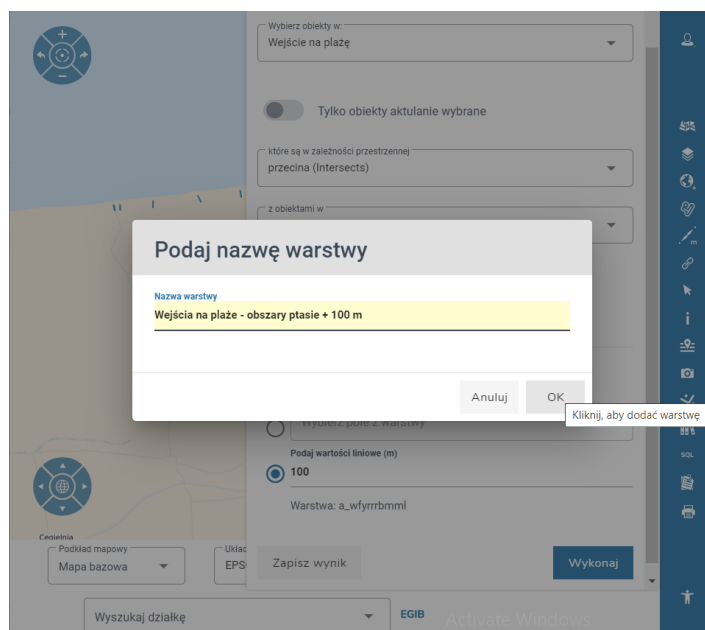 Wybierz obiekty w:
Wejście na plażę
Tylko obiekty aktulanie wybrane
które są w zależności przestrzennej
przecina (Intersects)
z obiektami w
m
Podaj nazwę warstwy
Nazwa warstwy
Wejścia na plaże - obszary ptasie + 100 m
Anuluj
OK
Kliknij, aby dodać warstwę
Wybierz pole z warstwy
Podaj wartości liniowe (m)
100
SQL
Warstwa: a_wfyrrrbmml
Cegielnia
Podkład mapowy
Mapa bazowa
Układ
EPS
Zapisz wynik
Wykonaj
Wyszukaj działkę
EGIB
Activate Windows